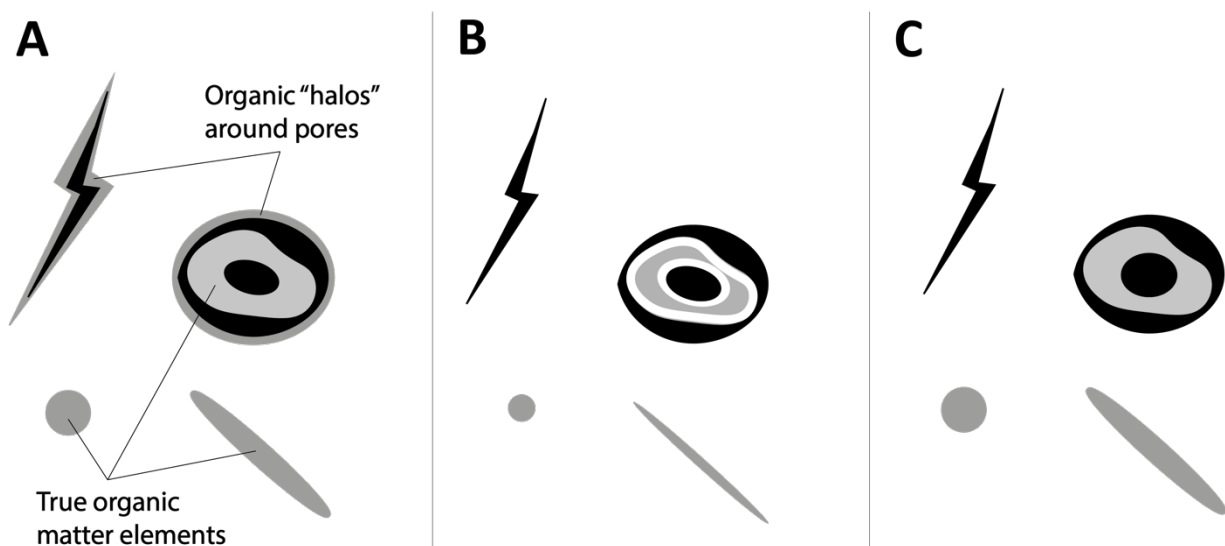 A
B
C
Organic “halos”
around pores
True organic
matter elements